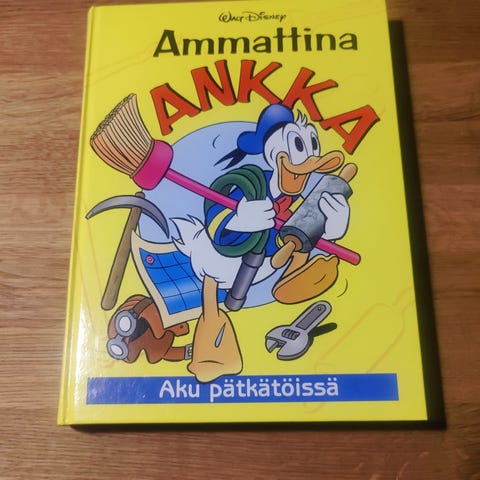 Walt Disney
Ammattina
ANKKA
Aku pätkätöissä